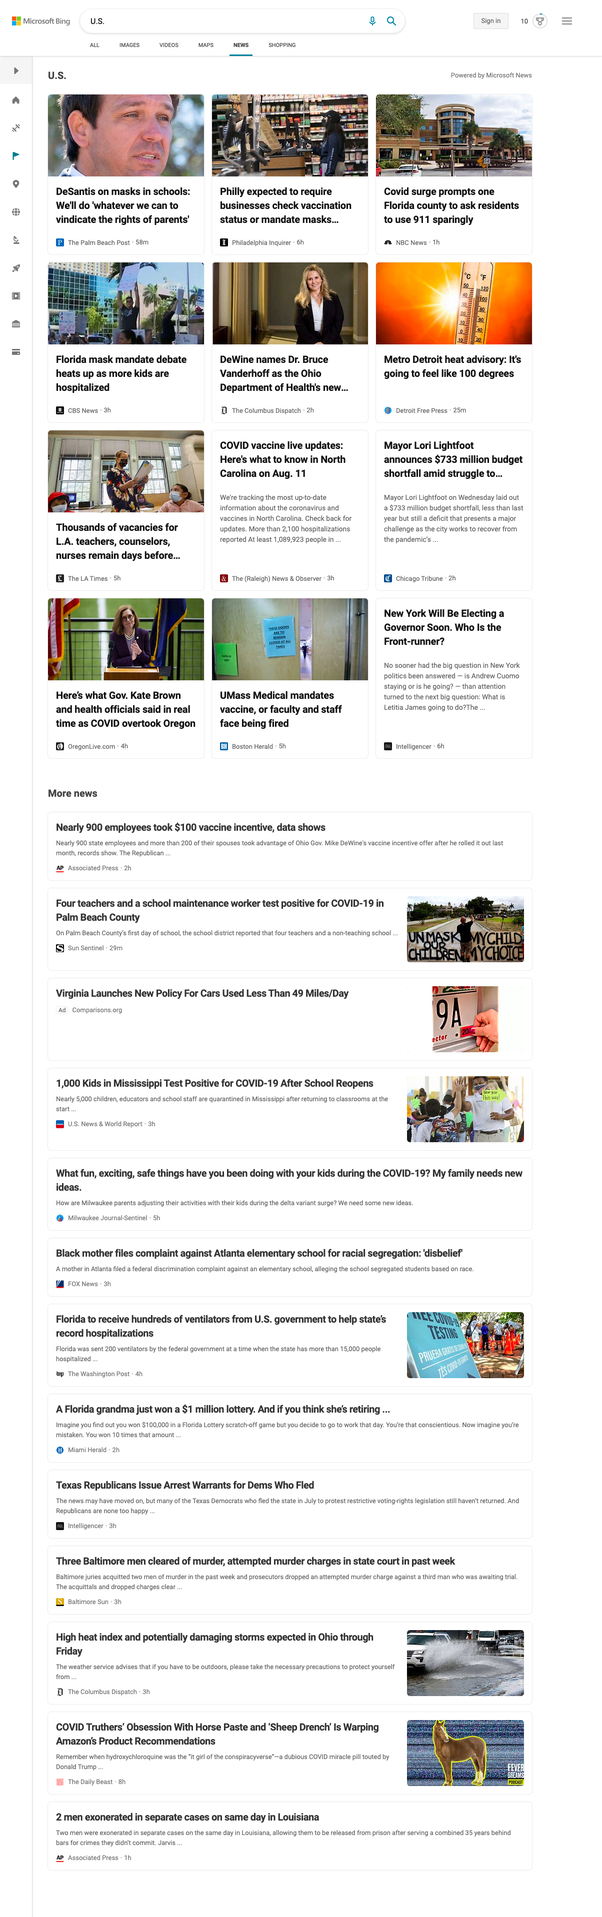 Microsoft Bing
U.S.
Sign in
10
ALL
IMAGES
VIDEOS
MAPS
NEWS
SHOPPING
U.S.
Powered by Microsoft News
DeSantis on masks in schools:
We'll do 'whatever we can to
vindicate the rights of parents'
The Palm Beach Post · 58m
Philly expected to require
businesses check vaccination
status or mandate masks...
Philadelphia Inquirer · 6h
Covid surge prompts one
Florida county to ask residents
to use 911 sparingly
NBC News · 1h
Florida mask mandate debate
heats up as more kids are
hospitalized
CBS News · 3h
DeWine names Dr. Bruce
Vanderhoff as the Ohio
Department of Health's new...
The Columbus Dispatch · 2h
°C °F
Metro Detroit heat advisory: It's
going to feel like 100 degrees
Detroit Free Press · 25m
Thousands of vacancies for
L.A. teachers, counselors,
nurses remain days before...
The LA Times · 5h
COVID vaccine live updates:
Here's what to know in North
Carolina on Aug. 11
We're tracking the most up-to-date
information about the coronavirus and
vaccines in North Carolina. Check back for
updates. More than 2,100 hospitalizations
reported At least 1,089,923 people in ...
The (Raleigh) News & Observer · 3h
Mayor Lori Lightfoot
announces $733 million budget
shortfall amid struggle to...
Mayor Lori Lightfoot on Wednesday laid out
a $733 million budget shortfall, less than last
year but still a deficit that presents a major
challenge as the city works to recover from
the pandemic's ...
Chicago Tribune · 2h
Here's what Gov. Kate Brown
and health officials said in real
time as COVID overtook Oregon
OregonLive.com · 4h
UMass Medical mandates
vaccine, or faculty and staff
face being fired
Boston Herald · 5h
New York Will Be Electing a
Governor Soon. Who Is the
Front-runner?
No sooner had the big question in New York
politics been answered — is Andrew Cuomo
staying or is he going? — than attention
turned to the next big question: What is
Letitia James going to do?The ...
Intelligencer · 6h
More news
Nearly 900 employees took $100 vaccine incentive, data shows
Nearly 900 state employees and more than 200 of their spouses took advantage of Ohio Gov. Mike DeWine's vaccine incentive offer after he rolled it out last
month, records show. The Republican ...
AP Associated Press · 2h
Four teachers and a school maintenance worker test positive for COVID-19 in
Palm Beach County
On Palm Beach County's first day of school, the school district reported that four teachers and a non-teaching school ...
Sun Sentinel · 29m
UNMASK OUR CHILDREN
MY CHILD MY CHOICE
Virginia Launches New Policy For Cars Used Less Than 49 Miles/Day
Ad Comparisons.org
9A
ector
1,000 Kids in Mississippi Test Positive for COVID-19 After School Reopens
Nearly 5,000 children, educators and school staff are quarantined in Mississippi after returning to classrooms at the
start ...
U.S. News & World Report · 3h
What fun, exciting, safe things have you been doing with your kids during the COVID-19? My family needs new
ideas.
How are Milwaukee parents adjusting their activities with their kids during the delta variant surge? We need some new ideas.
Milwaukee Journal-Sentinel · 5h
Black mother files complaint against Atlanta elementary school for racial segregation: 'disbelief'
A mother in Atlanta filed a federal discrimination complaint against an elementary school, alleging the school segregated students based on race.
FOX News · 3h
Florida to receive hundreds of ventilators from U.S. government to help state's
record hospitalizations
Florida was sent 200 ventilators by the federal government at a time when the state has more than 15,000 people
hospitalized ...
wp The Washington Post · 4h
TESTING
A Florida grandma just won a $1 million lottery. And if you think she's retiring ...
Imagine you find out you won $100,000 in a Florida Lottery scratch-off game but you decide to go to work that day. You're that conscientious. Now imagine you're
mistaken. You won 10 times that amount ...
Miami Herald · 2h
Texas Republicans Issue Arrest Warrants for Dems Who Fled
The news may have moved on, but many of the Texas Democrats who fled the state in July to protest restrictive voting-rights legislation still haven't returned. And
Republicans are none too happy ...
Intelligencer · 3h
Three Baltimore men cleared of murder, attempted murder charges in state court in past week
Baltimore juries acquitted two men of murder in the past week and prosecutors dropped an attempted murder charge against a third man who was awaiting trial.
The acquittals and dropped charges clear ...
Baltimore Sun · 3h
High heat index and potentially damaging storms expected in Ohio through
Friday
The weather service advises that if you have to be outdoors, please take the necessary precautions to protect yourself
from ...
The Columbus Dispatch · 3h
COVID Truthers' Obsession With Horse Paste and 'Sheep Drench' Is Warping
Amazon's Product Recommendations
Remember when hydroxychloroquine was the "it girl of the conspiracyverse"—a dubious COVID miracle pill touted by
Donald Trump ...
The Daily Beast · 8h
FEVER
DREAMS
PODCAST
2 men exonerated in separate cases on same day in Louisiana
Two men were exonerated in separate cases on the same day in Louisiana, allowing them to be released from prison after serving a combined 35 years behind
bars for crimes they didn't commit. Jarvis ...
AP Associated Press · 1h